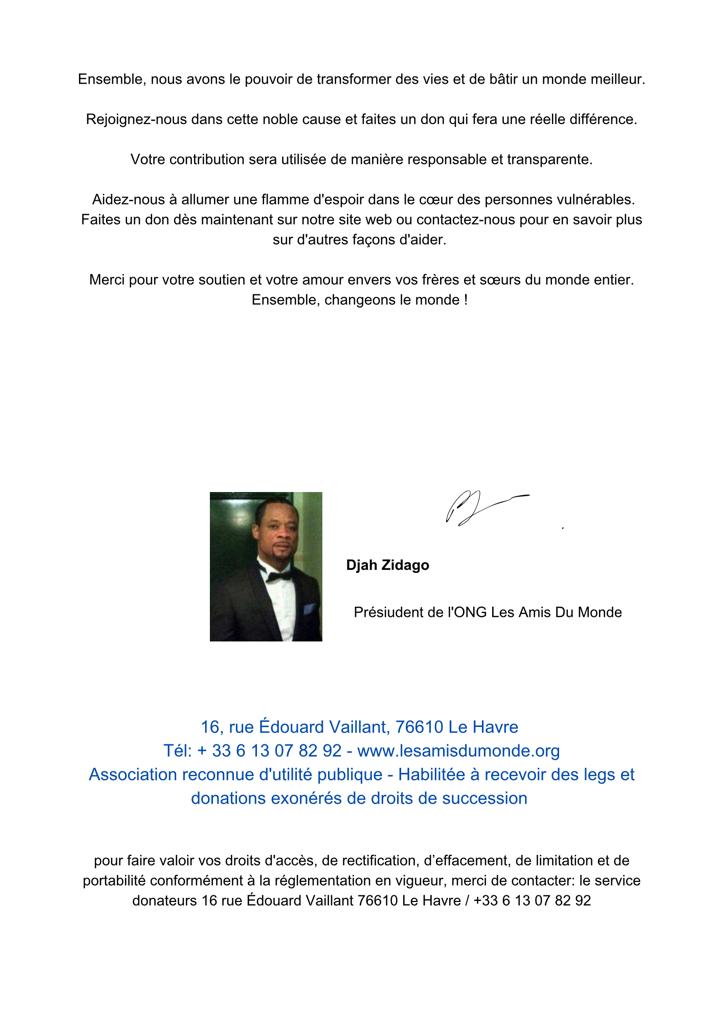 Ensemble, nous avons le pouvoir de transformer des vies et de bâtir un monde meilleur.
Rejoignez-nous dans cette noble cause et faites un don qui fera une réelle différence.
Votre contribution sera utilisée de manière responsable et transparente.
Aidez-nous à allumer une flamme d'espoir dans le cœur des personnes vulnérables.
Faites un don dès maintenant sur notre site web ou contactez-nous pour en savoir plus
sur d'autres façons d'aider.
Merci pour votre soutien et votre amour envers vos frères et sœurs du monde entier.
Ensemble, changeons le monde !
Djah Zidago
Présiudent de l'ONG Les Amis Du Monde
16, rue Édouard Vaillant, 76610 Le Havre
Tél: + 33 6 13 07 82 92 - www.lesamisdumonde.org
Association reconnue d'utilité publique - Habilitée à recevoir des legs et
donations exonérés de droits de succession
pour faire valoir vos droits d'accès, de rectification, d’effacement, de limitation et de
portabilité conformément à la réglementation en vigueur, merci de contacter: le service
donateurs 16 rue Édouard Vaillant 76610 Le Havre / +33 6 13 07 82 92